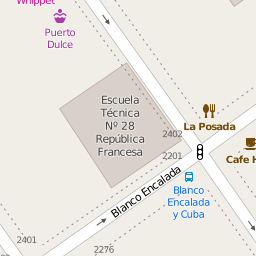 Whippet
Puerto
Dulce
Escuela
Técnica
Nº 28
República
Francesa
La Posada
2402
2201
Cafe H
Blanco Encalada
Blanco
Encalada
y Cuba
2401
2276